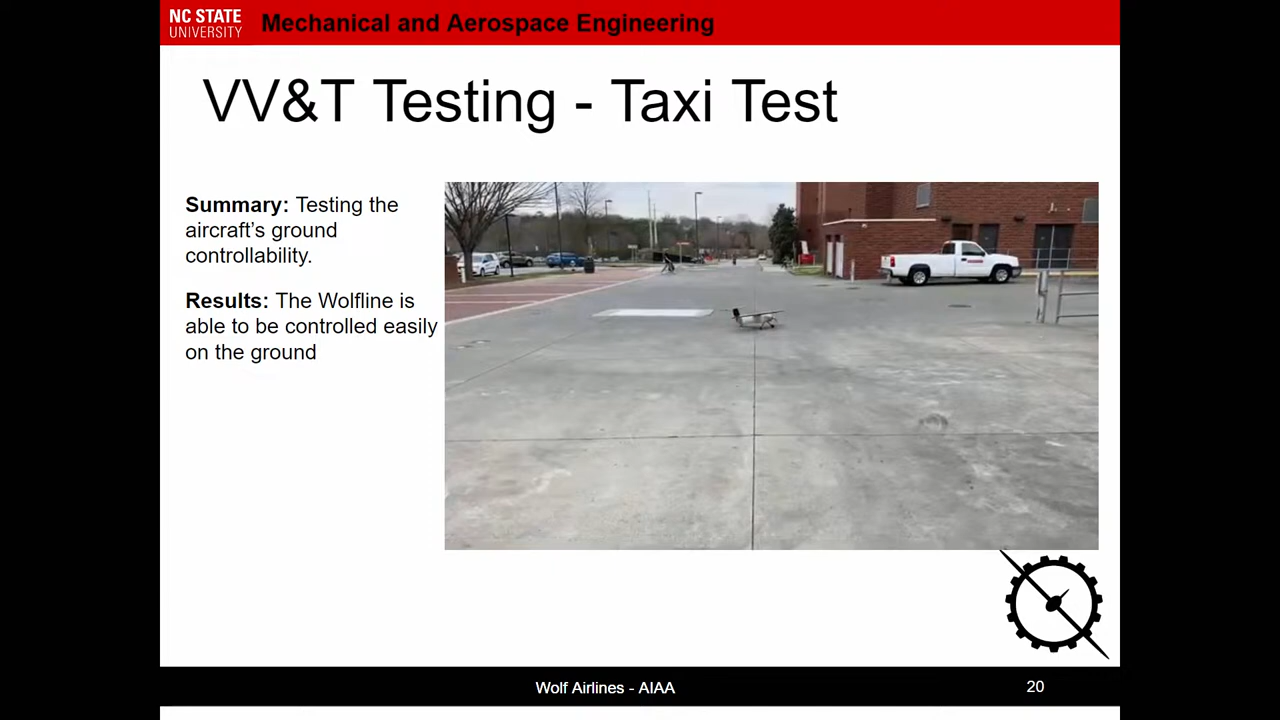 NC STATE
UNIVERSITY
Mechanical and Aerospace Engineering
VV&T Testing - Taxi Test
Summary: Testing the
aircraft’s ground
controllability.
Results: The Wolfline is
able to be controlled easily
on the ground
Wolf Airlines - AIAA
20